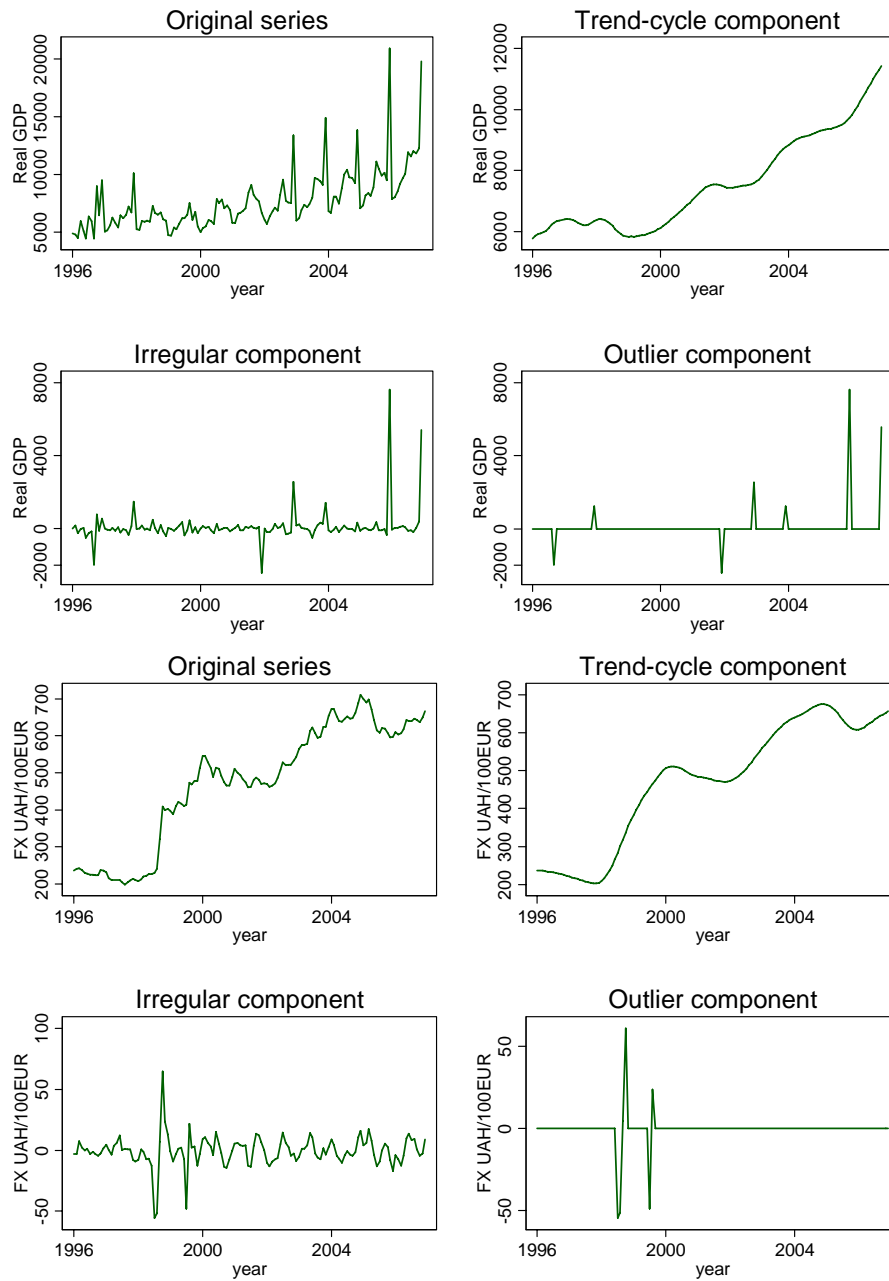 Original series
Real GDP
5000 10000 15000 20000
1996 2000 2004
year
Trend-cycle component
Real GDP
6000 8000 10000 12000
1996 2000 2004
year
Irregular component
Real GDP
-2000 0 4000 8000
1996 2000 2004
year
Outlier component
Real GDP
-2000 0 4000 8000
1996 2000 2004
year
Original series
FX UAH/100EUR
200 300 400 500 600 700
1996 2000 2004
year
Trend-cycle component
FX UAH/100EUR
200 300 400 500 600 700
1996 2000 2004
year
Irregular component
FX UAH/100EUR
-50 0 50 100
1996 2000 2004
year
Outlier component
FX UAH/100EUR
-50 0 50
1996 2000 2004
year